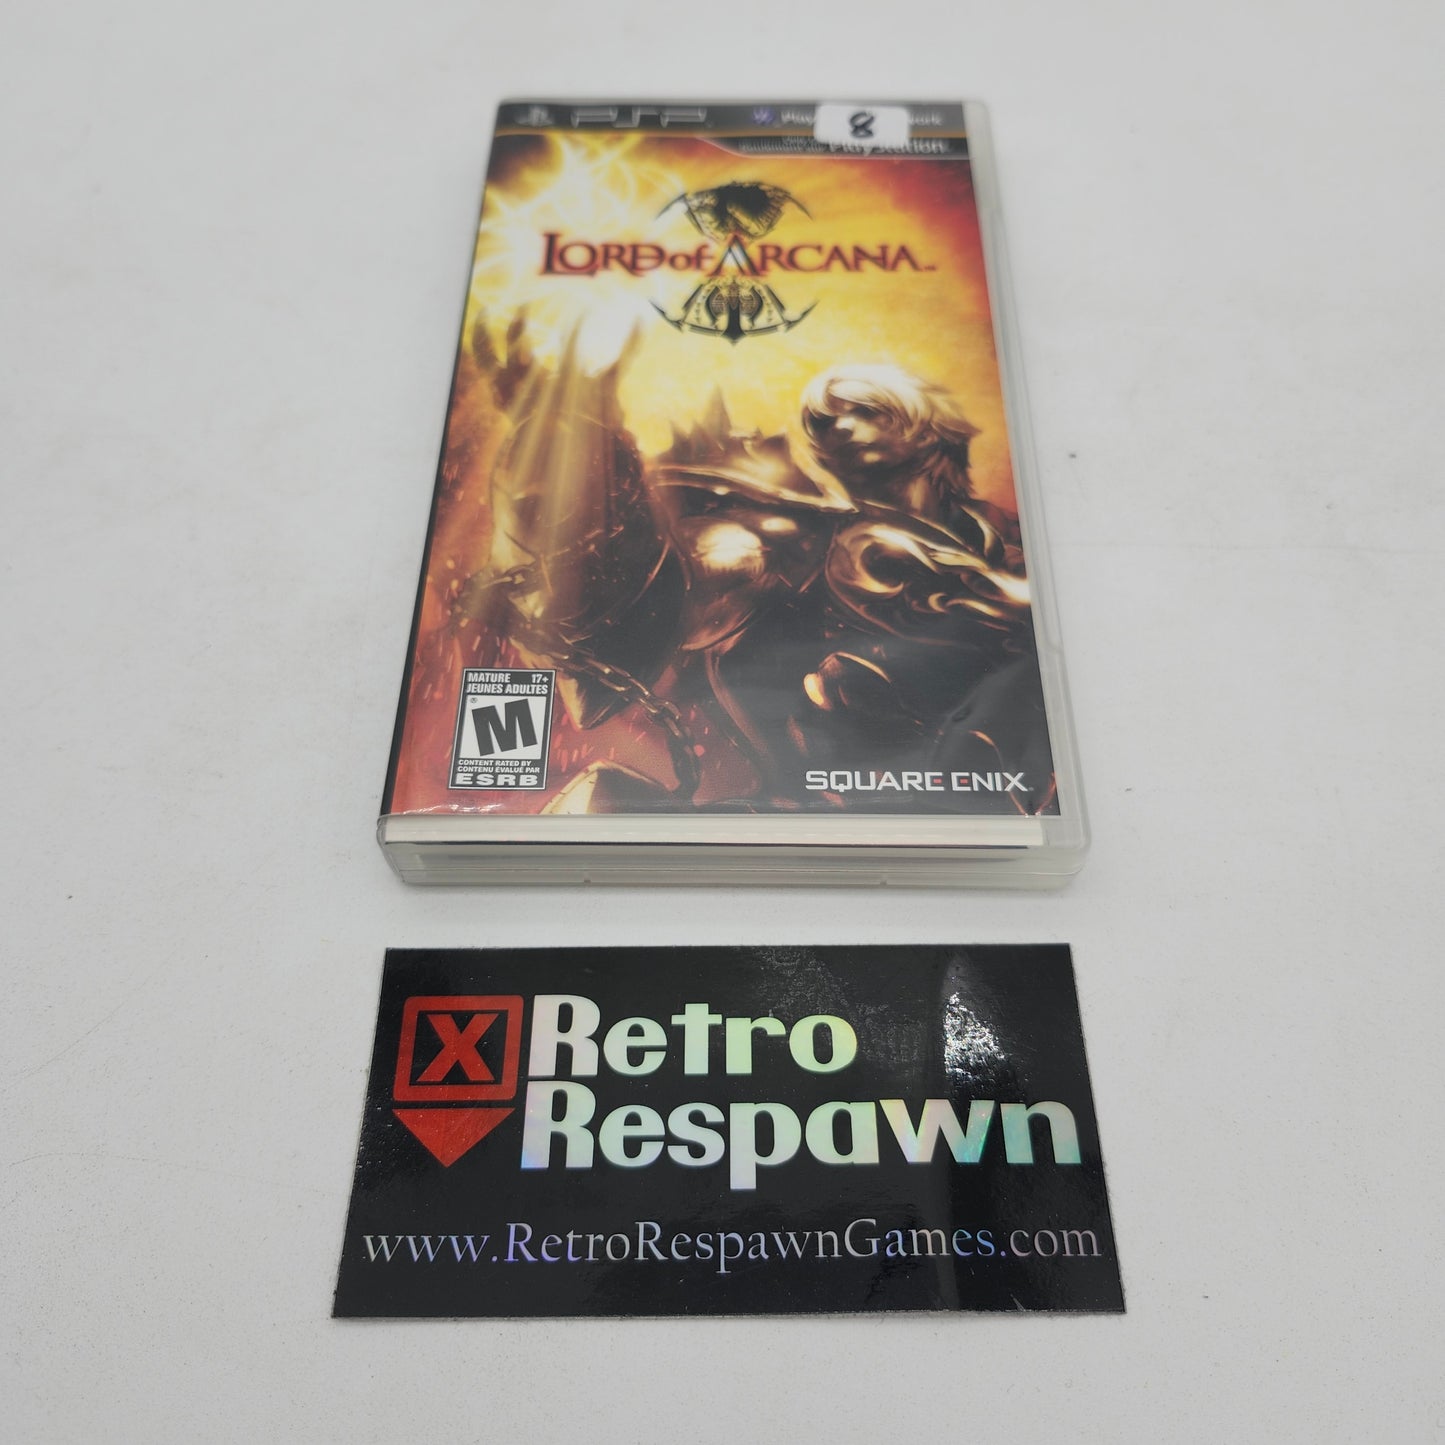 PSP
8
PlayStation
LORD of ARCANA™
MATURE 17+
JEUNES ADULTES
M®
CONTENT RATED BY
CONTENU ÉVALUÉ PAR
ESRB
SQUARE ENIX
X Retro
Respawn
www.RetroRespawnGames.com